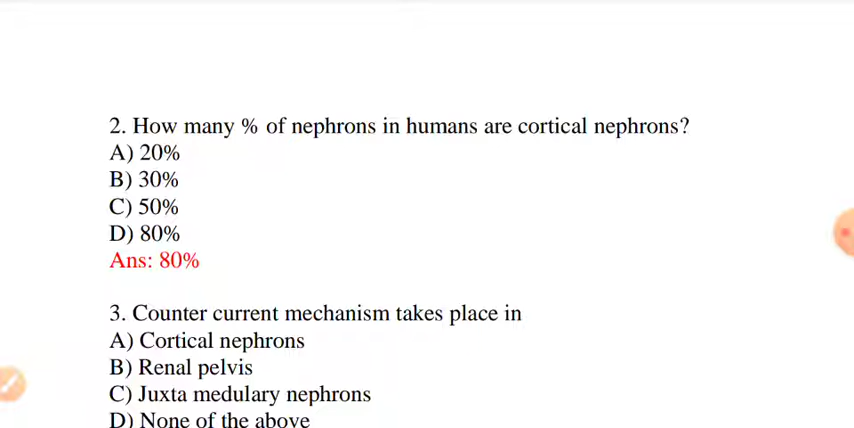 2. How many % of nephrons in humans are cortical nephrons?
A) 20%
B) 30%
C) 50%
D) 80%
Ans: 80%
3. Counter current mechanism takes place in
A) Cortical nephrons
B) Renal pelvis
C) Juxta medulary nephrons
D) None of the above